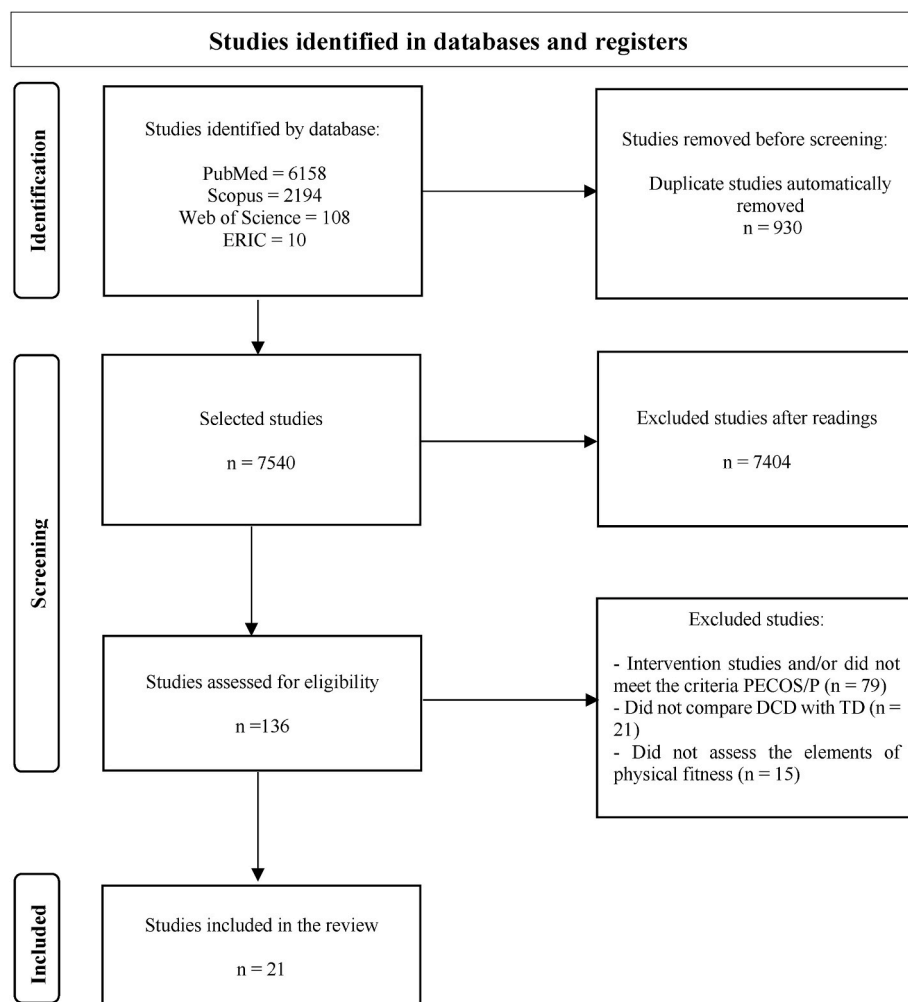 Studies identified in databases and registers
Identification
Studies identified by database:
PubMed = 6158
Scopus = 2194
Web of Science = 108
ERIC = 10
Studies removed before screening:
Duplicate studies automatically
removed
n = 930
Screening
Selected studies
n = 7540
Excluded studies after readings
n = 7404
Studies assessed for eligibility
n =136
Excluded studies:
- Intervention studies and/or did not
meet the criteria PECOS/P (n = 79)
- Did not compare DCD with TD (n =
21)
- Did not assess the elements of
physical fitness (n = 15)
Included
Studies included in the review
n = 21